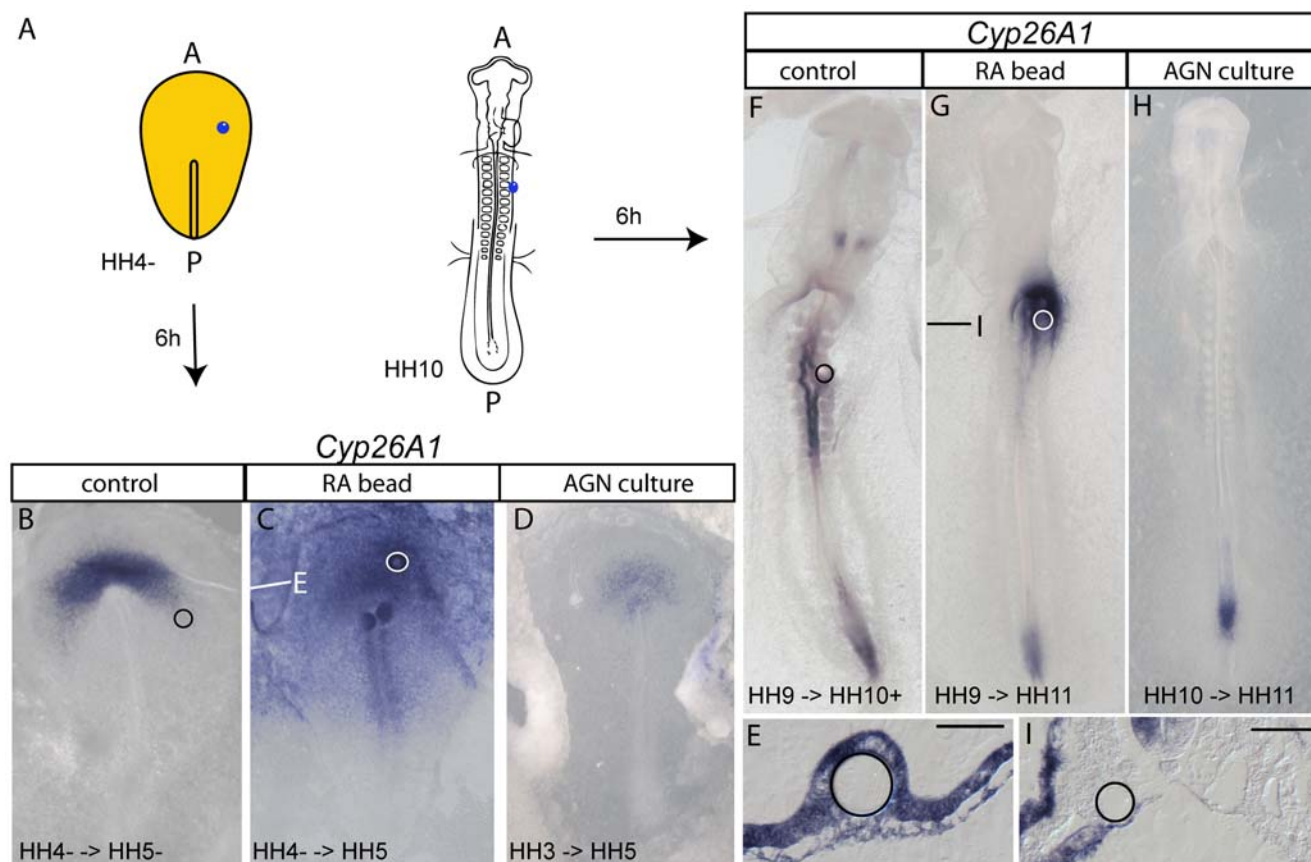 A
A
HH4-
P
6h
A
HH10
P
6h
Cyp26A1
control
RA bead
AGN culture
B
C
D
E
HH4- -> HH5-
HH4- -> HH5
HH3 -> HH5
Cyp26A1
control
RA bead
AGN culture
F
G
H
I
HH9 -> HH10+
HH9 -> HH11
HH10 -> HH11
E
I